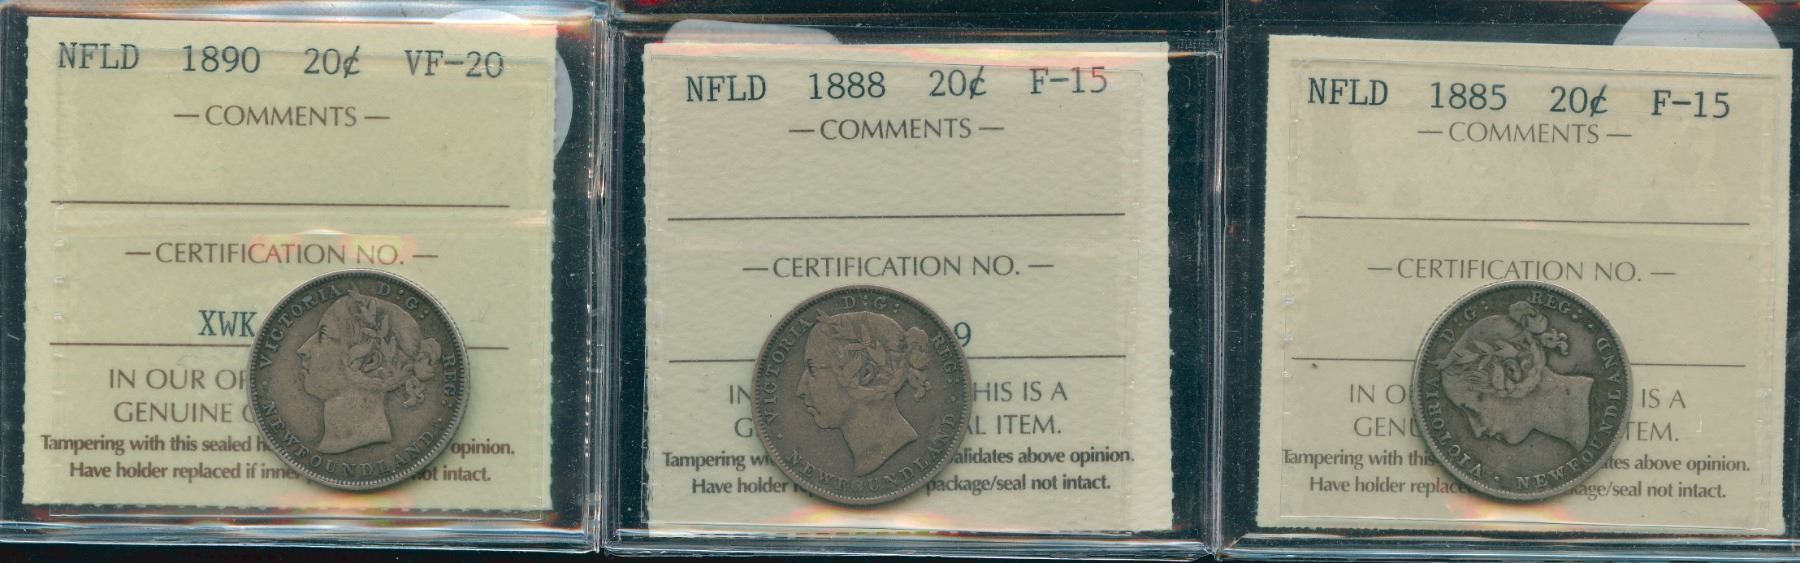 NFLD 1890 20¢ VF-20
— COMMENTS —
— CERTIFICATION NO. —
XWK
IN OUR OP
GENUINE
Tampering with this sealed opinion.
Have holder replaced if inne ot intact.
VICTORIA D:G: REG:
NEWFOUNDLAND
NFLD 1888 20¢ F-15
— COMMENTS —
— CERTIFICATION NO. —
9
IN HIS IS A
G L ITEM.
Tampering wi alidates above opinion.
Have holder package/seal not intact.
VICTORIA D:G: REG:
NEWFOUNDLAND
NFLD 1885 20¢ F-15
— COMMENTS —
— CERTIFICATION NO. —
IN O IS A
GENU TEM.
Tampering with this tes above opinion.
Have holder replace kage/seal not intact.
VICTORIA D:G: REG:
NEWFOUNDLAND